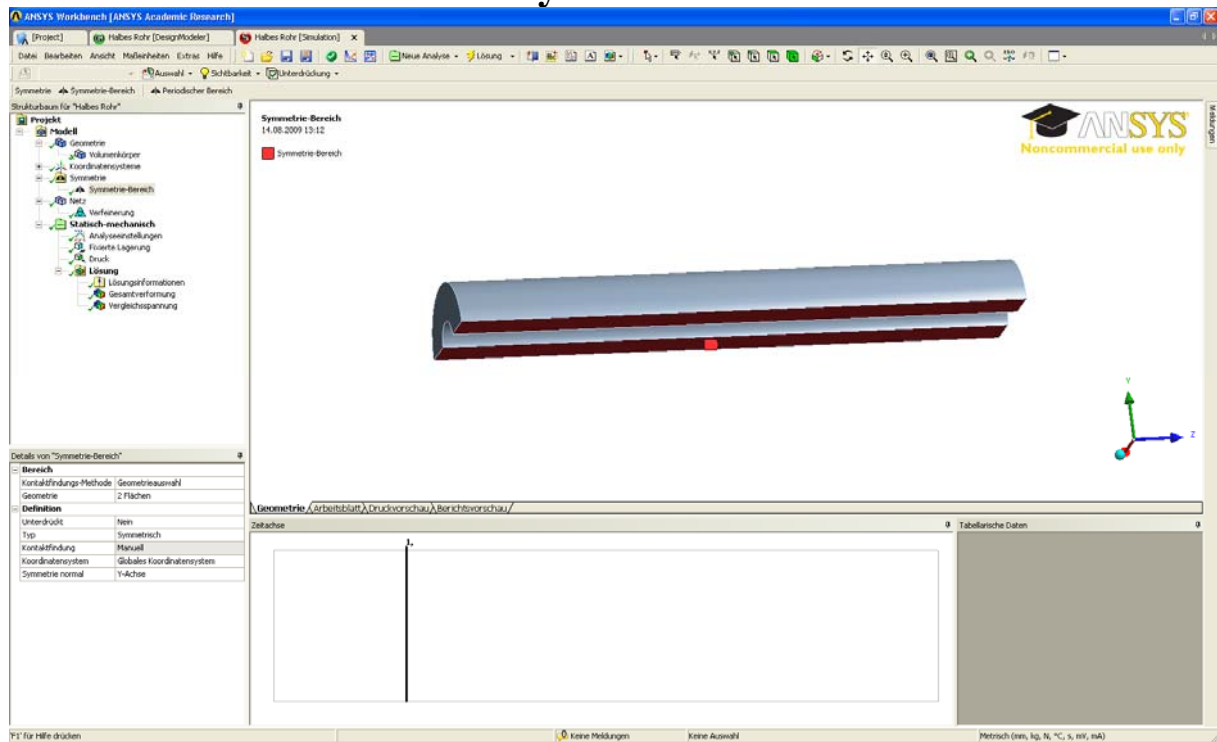 y
ANSYS Workbench [ANSYS Academic Research]
[Project] Halbes Rohr [DesignModeler] Halbes Rohr [Simulation] x
Datei Bearbeiten Ansicht Maßeinheiten Extras Hilfe Neue Analyse Lösung
Auswahl Sichtbarkeit Unterdrückung
Symmetrie Symmetrie-Bereich Periodischer Bereich
Strukturbaum für "Halbes Rohr"
Projekt
Modell
Geometrie
Volumenkörper
Koordinatensysteme
Symmetrie
Symmetrie-Bereich
Netz
Verfeinerung
Statisch-mechanisch
Analyseeinstellungen
Fixierte Lagerung
Druck
Lösung
Lösungsinformationen
Gesamtverformung
Vergleichsspannung
Symmetrie-Bereich
14.08.2009 13:12
Symmetrie-Bereich
ANSYS
Noncommercial use only
Meldungen
Y
Z
Details von "Symmetrie-Bereich"
Bereich
Kontaktfindungs-Methode Geometrieauswahl
Geometrie 2 Flächen
Definition
Unterdrückt Nein
Typ Symmetrisch
Kontaktfindung Manuell
Koordinatensystem Globales Koordinatensystem
Symmetrie normal Y-Achse
Geometrie Arbeitsblatt Druckvorschau Berichtsvorschau
Zeitachse
1,
Tabellarische Daten
'F1' für Hilfe drücken Keine Meldungen Keine Auswahl Metrisch (mm, kg, N, °C, s, mV, mA)